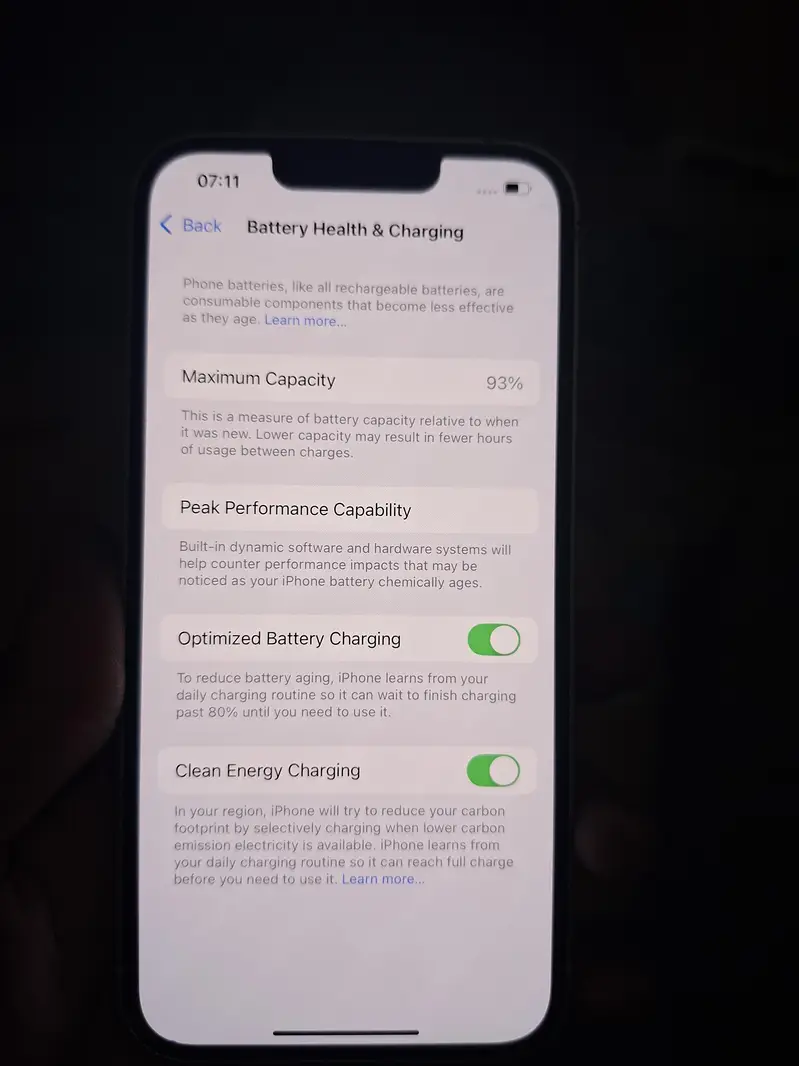 07:11
Back Battery Health & Charging
Phone batteries, like all rechargeable batteries, are
consumable components that become less effective
as they age. Learn more...
Maximum Capacity 93%
This is a measure of battery capacity relative to when
it was new. Lower capacity may result in fewer hours
of usage between charges.
Peak Performance Capability
Built-in dynamic software and hardware systems will
help counter performance impacts that may be
noticed as your iPhone battery chemically ages.
Optimized Battery Charging
To reduce battery aging, iPhone learns from your
daily charging routine so it can wait to finish charging
past 80% until you need to use it.
Clean Energy Charging
In your region, iPhone will try to reduce your carbon
footprint by selectively charging when lower carbon
emission electricity is available. iPhone learns from
your daily charging routine so it can reach full charge
before you need to use it. Learn more...